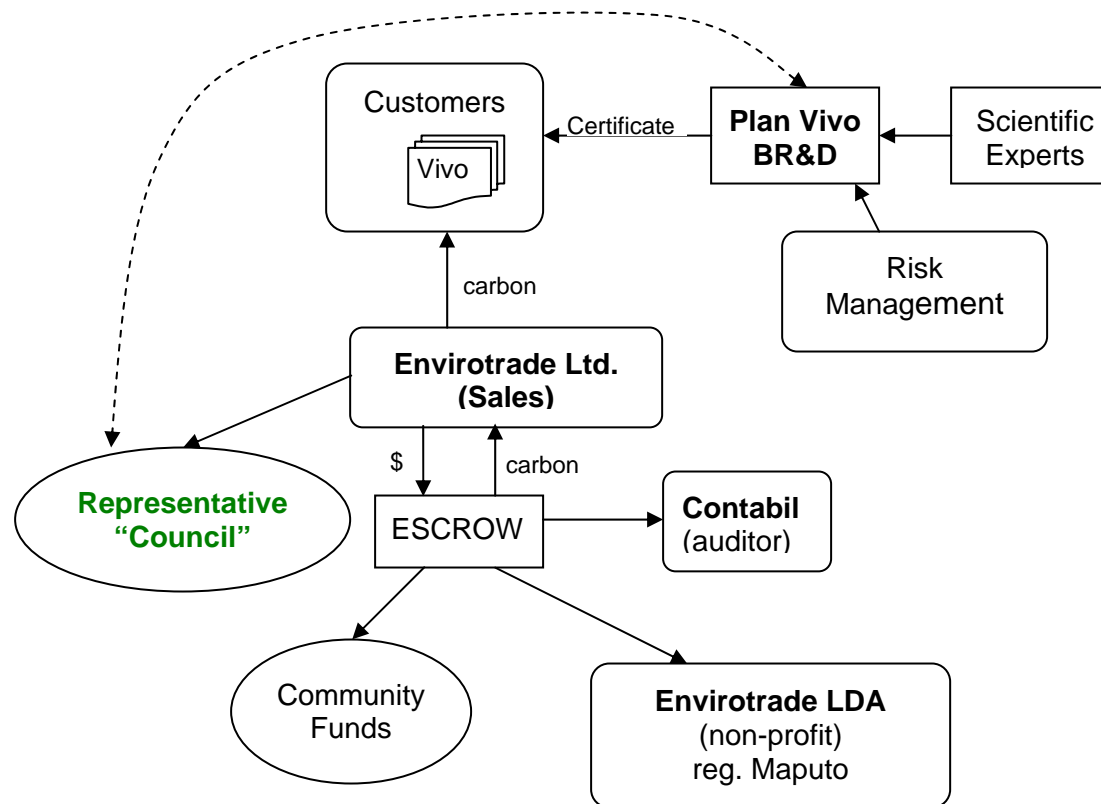 Customers
Vivo
Certificate
Plan Vivo
BR&D
Scientific
Experts
Risk
Management
carbon
Envirotrade Ltd.
(Sales)
$
carbon
Representative
“Council”
ESCROW
Contabil
(auditor)
Community
Funds
Envirotrade LDA
(non-profit)
reg. Maputo